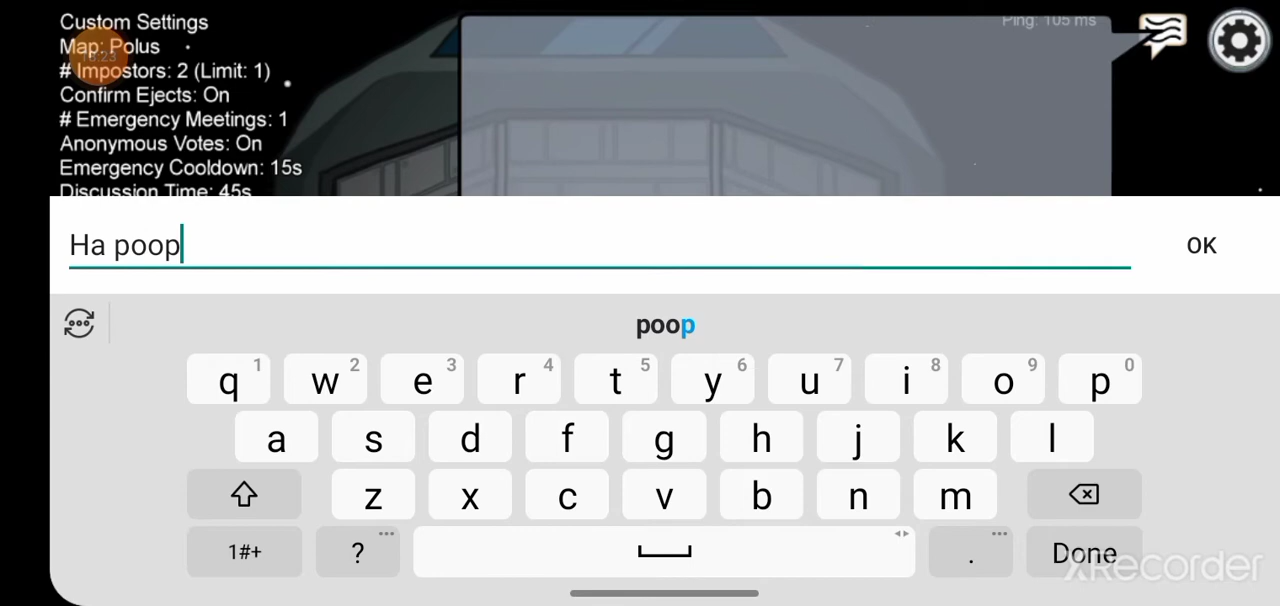 Custom Settings
Ping: 105 ms
Map: Polus
# Impostors: 2 (Limit: 1)
Confirm Ejects: On
# Emergency Meetings: 1
Anonymous Votes: On
Emergency Cooldown: 15s
Discussion Time: 45s
Ha poop
OK
poop
q 1 w 2 e 3 r 4 t 5 y 6 u 7 i 8 o 9 p 0
a s d f g h j k l
z x c v b n m
1#+ ? . Done
XRecorder